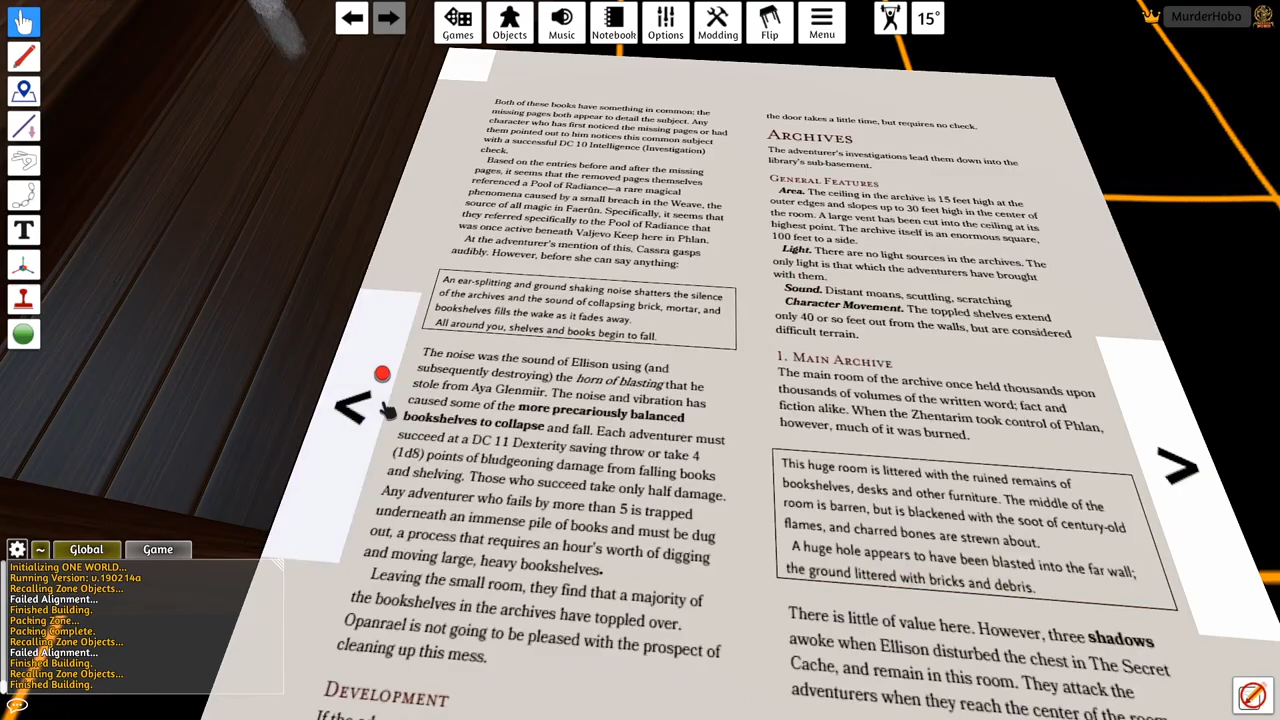 MurderHobo
15°
Games
Objects
Music
Notebook
Options
Modding
Flip
Menu
T
Both of these books have something in common; the
missing pages both appear to detail the subject. Any
character who has first noticed the missing pages or had
them pointed out to him notices this common subject
with a successful DC 10 Intelligence (Investigation)
check.
Based on the entries before and after the missing
pages, it seems that the removed pages themselves
referenced a Pool of Radiance—a rare magical
phenomena caused by a small breach in the Weave, the
source of all magic in Faerûn. Specifically, it seems that
they referred specifically to the Pool of Radiance that
was once active beneath Valjevo Keep here in Phlan.
At the adventurer's mention of this, Cassra gasps
audibly. However, before she can say anything:
An ear-splitting and ground shaking noise shatters the silence
of the archives and the sound of collapsing brick, mortar, and
bookshelves fills the wake as it fades away.
All around you, shelves and books begin to fall.
The noise was the sound of Ellison using (and
subsequently destroying) the horn of blasting that he
stole from Aya Glenmiir. The noise and vibration has
caused some of the more precariously balanced
bookshelves to collapse and fall. Each adventurer must
succeed at a DC 11 Dexterity saving throw or take 4
(1d8) points of bludgeoning damage from falling books
and shelving. Those who succeed take only half damage.
Any adventurer who fails by more than 5 is trapped
underneath an immense pile of books and must be dug
out, a process that requires an hour's worth of digging
and moving large, heavy bookshelves.
Leaving the small room, they find that a majority of
the bookshelves in the archives have toppled over.
Opanrael is not going to be pleased with the prospect of
cleaning up this mess.
DEVELOPMENT
If the
the door takes a little time, but requires no check.
ARCHIVES
The adventurer's investigations lead them down into the
library's sub-basement.
GENERAL FEATURES
Area. The ceiling in the archive is 15 feet high at the
outer edges and slopes up to 30 feet high in the center of
the room. A large vent has been cut into the ceiling at its
highest point. The archive itself is an enormous square,
100 feet to a side.
Light. There are no light sources in the archives. The
only light is that which the adventurers have brought
with them.
Sound. Distant moans, scuttling, scratching
Character Movement. The toppled shelves extend
only 40 or so feet out from the walls, but are considered
difficult terrain.
1. MAIN ARCHIVE
The main room of the archive once held thousands upon
thousands of volumes of the written word; fact and
fiction alike. When the Zhentarim took control of Phlan,
however, much of it was burned.
This huge room is littered with the ruined remains of
bookshelves, desks and other furniture. The middle of the
room is barren, but is blackened with the soot of century-old
flames, and charred bones are strewn about.
A huge hole appears to have been blasted into the far wall;
the ground littered with bricks and debris.
There is little of value here. However, three shadows
awoke when Ellison disturbed the chest in The Secret
Cache, and remain in this room. They attack the
adventurers when they reach the center of the room
<
>
~
Global
Game
Initializing ONE WORLD...
Running Version: v.190214a
Recalling Zone Objects...
Failed Alignment...
Finished Building.
Packing Zone...
Packing Complete.
Recalling Zone Objects...
Failed Alignment...
Finished Building.
Recalling Zone Objects...
Finished Building.